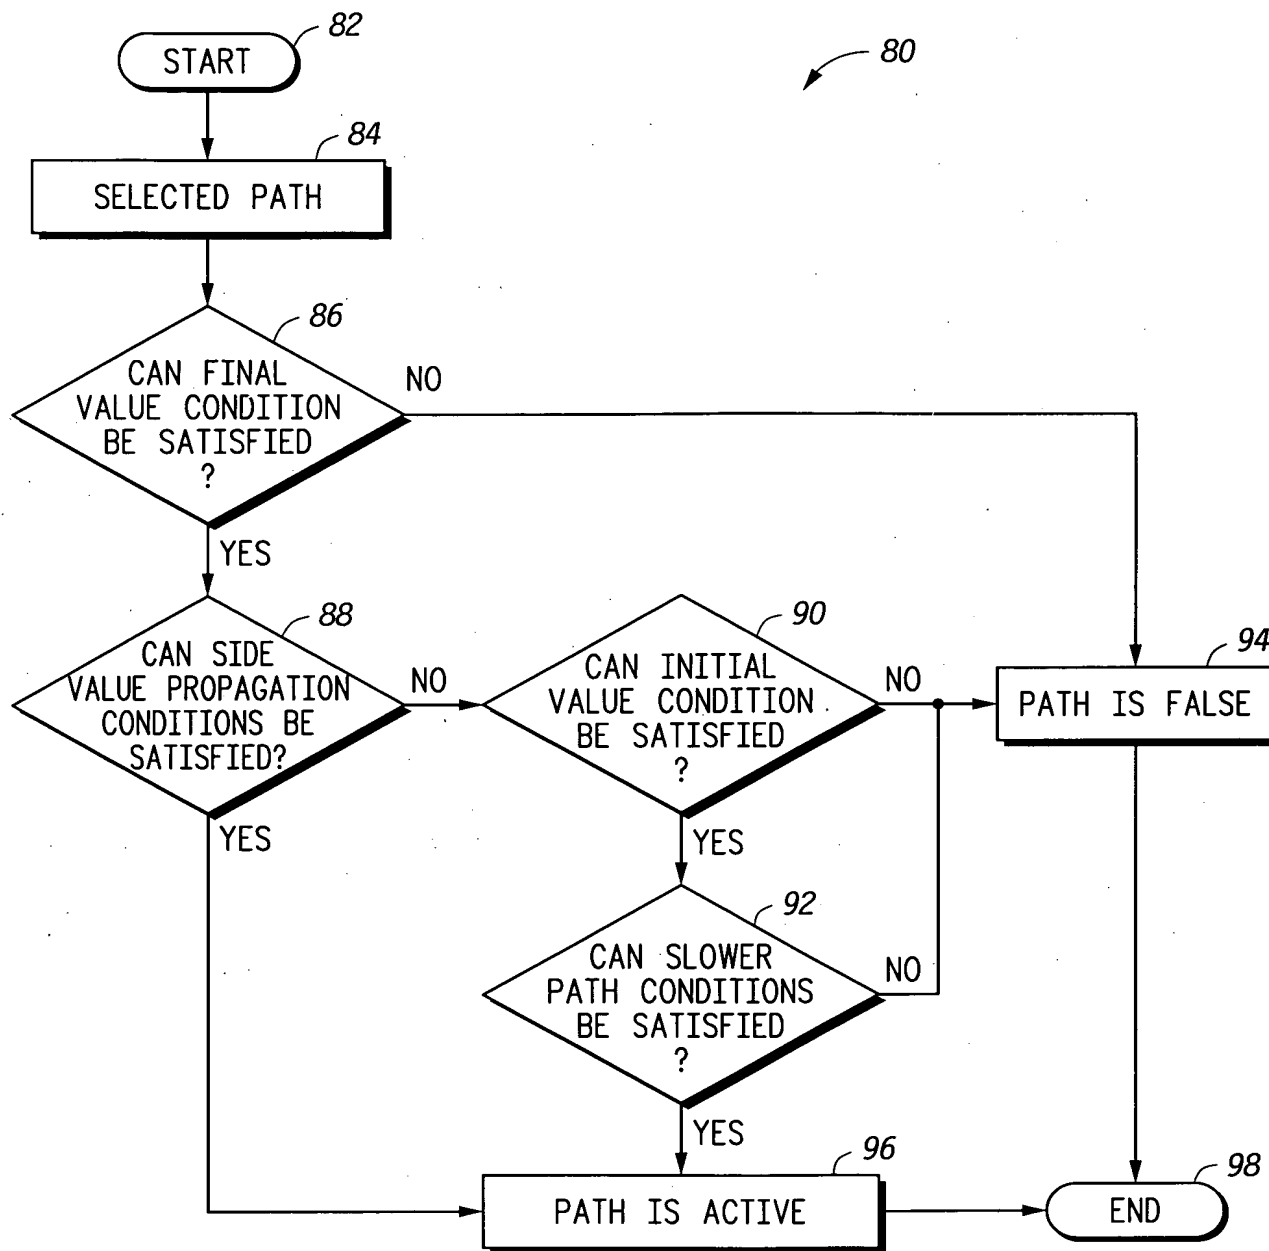 82
START
80
84
SELECTED PATH
86
CAN FINAL
VALUE CONDITION
BE SATISFIED
?
NO
YES
88
CAN SIDE
VALUE PROPAGATION
CONDITIONS BE
SATISFIED?
NO
YES
90
CAN INITIAL
VALUE CONDITION
BE SATISFIED
?
NO
YES
94
PATH IS FALSE
92
CAN SLOWER
PATH CONDITIONS
BE SATISFIED
?
NO
YES
96
PATH IS ACTIVE
98
END